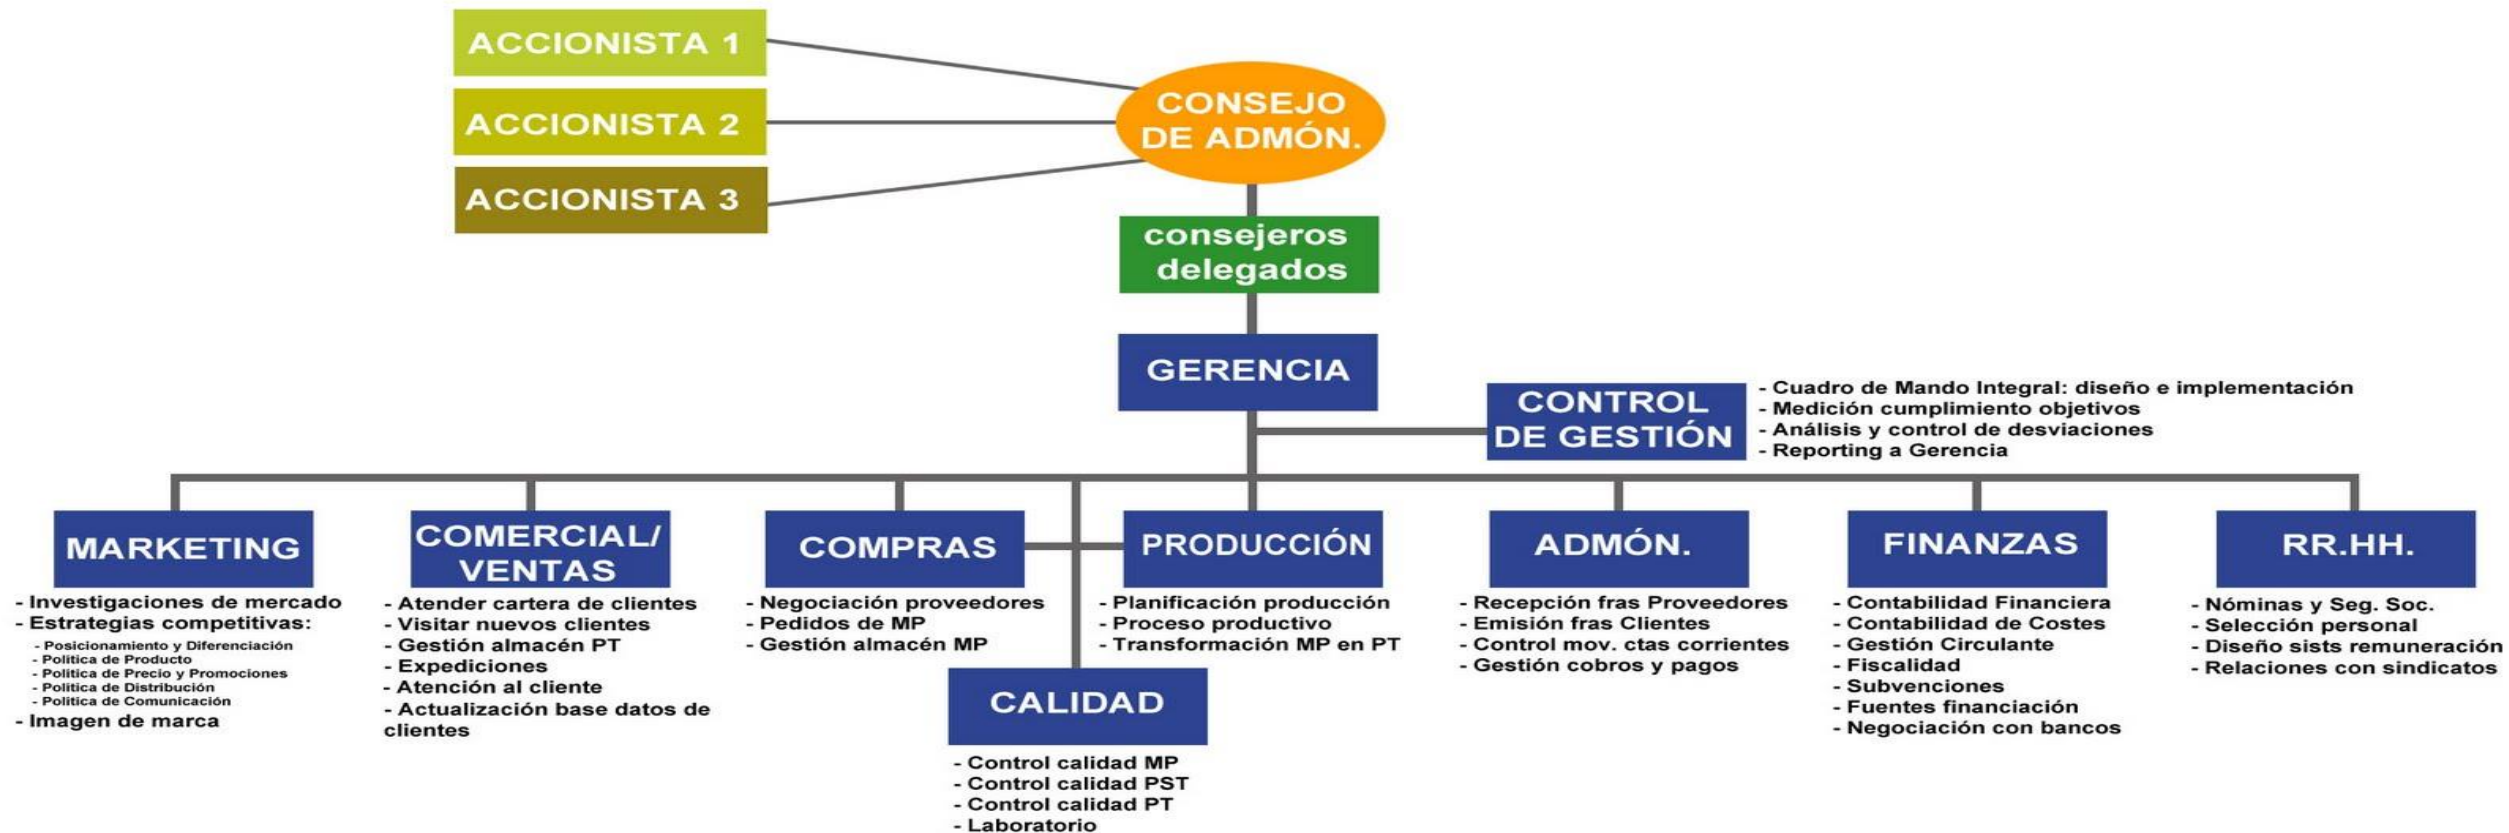 ACCIONISTA 1
ACCIONISTA 2
ACCIONISTA 3
CONSEJO
DE ADMÓN.
consejeros
delegados
GERENCIA
CONTROL
DE GESTIÓN
- Cuadro de Mando Integral: diseño e implementación
- Medición cumplimiento objetivos
- Análisis y control de desviaciones
- Reporting a Gerencia
MARKETING
- Investigaciones de mercado
- Estrategias competitivas:
- Posicionamiento y Diferenciación
- Política de Producto
- Política de Precio y Promociones
- Política de Distribución
- Política de Comunicación
- Imagen de marca
COMERCIAL/
VENTAS
- Atender cartera de clientes
- Visitar nuevos clientes
- Gestión almacén PT
- Expediciones
- Atención al cliente
- Actualización base datos de
clientes
COMPRAS
- Negociación proveedores
- Pedidos de MP
- Gestión almacén MP
CALIDAD
- Control calidad MP
- Control calidad PST
- Control calidad PT
- Laboratorio
PRODUCCIÓN
- Planificación producción
- Proceso productivo
- Transformación MP en PT
ADMÓN.
- Recepción fras Proveedores
- Emisión fras Clientes
- Control mov. ctas corrientes
- Gestión cobros y pagos
FINANZAS
- Contabilidad Financiera
- Contabilidad de Costes
- Gestión Circulante
- Fiscalidad
- Subvenciones
- Fuentes financiación
- Negociación con bancos
RR.HH.
- Nóminas y Seg. Soc.
- Selección personal
- Diseño sists remuneración
- Relaciones con sindicatos